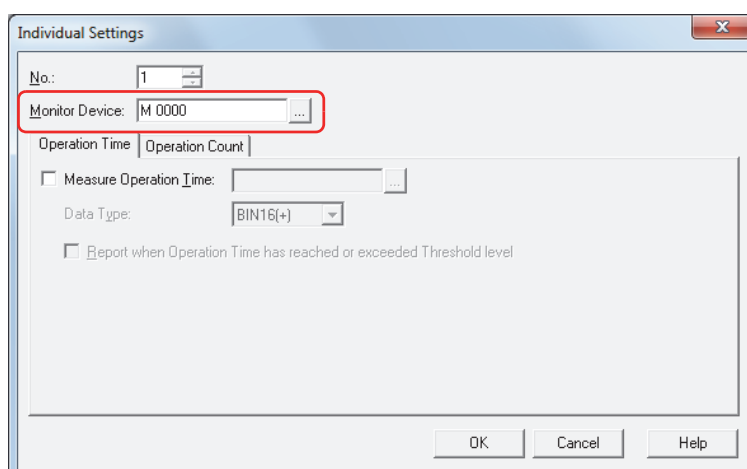 Individual Settings
No.: 1
Monitor Device: M 0000 ...
Operation Time Operation Count
Measure Operation Time: ...
Data Type: BIN16(+)
Report when Operation Time has reached or exceeded Threshold level
OK Cancel Help